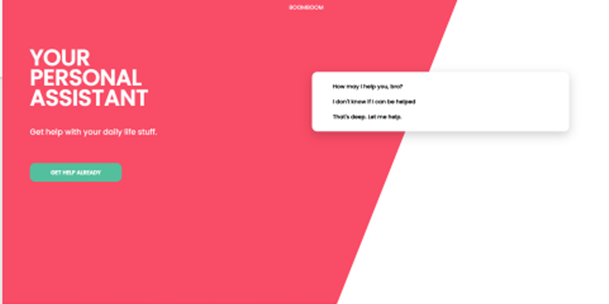 BOOMBOOM
YOUR
PERSONAL
ASSISTANT
Get help with your daily life stuff.
GET HELP ALREADY
How may I help you, bro?
I don't know if I can be helped
That's deep. Let me help.